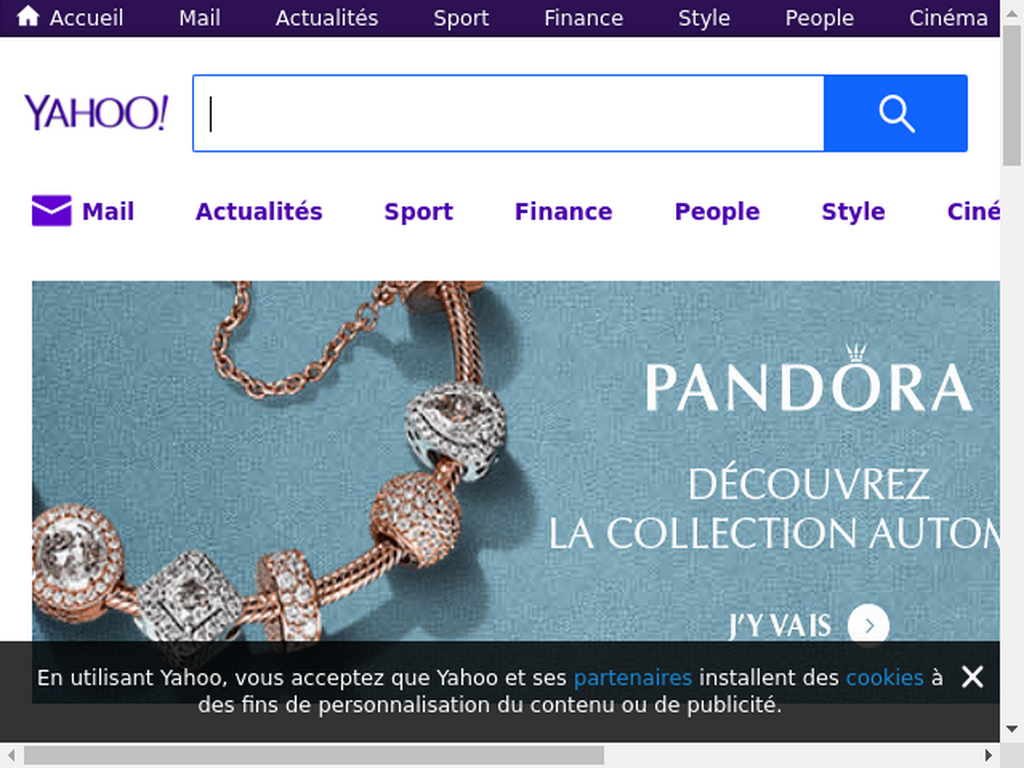 Accueil Mail Actualités Sport Finance Style People Cinéma
YAHOO!
Mail Actualités Sport Finance People Style Ciné
PANDORA
DÉCOUVREZ
LA COLLECTION AUTOM
J'Y VAIS
En utilisant Yahoo, vous acceptez que Yahoo et ses partenaires installent des cookies à
des fins de personnalisation du contenu ou de publicité.